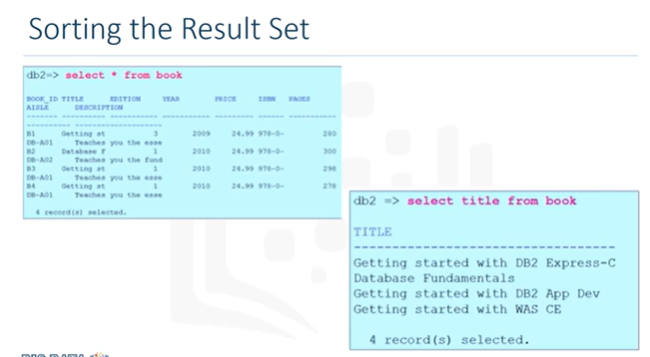 Sorting the Result Set
db2=> select * from book
BOOK_ID TITLE EDITION YEAR PRICE ISBN PAGES
AISLE DESCRIPTION
B1 Getting st 3 2009 24.99 978-0- 280
DB-A01 Teaches you the esse
B2 Database F 1 2010 24.99 978-0- 300
DB-A02 Teaches you the fund
B3 Getting st 1 2010 24.99 978-0- 298
DB-A01 Teaches you the esse
B4 Getting st 1 2010 24.99 978-0- 278
DB-A01 Teaches you the esse
4 record(s) selected.
db2 => select title from book
TITLE
------------------------------------
Getting started with DB2 Express-C
Database Fundamentals
Getting started with DB2 App Dev
Getting started with WAS CE
4 record(s) selected.